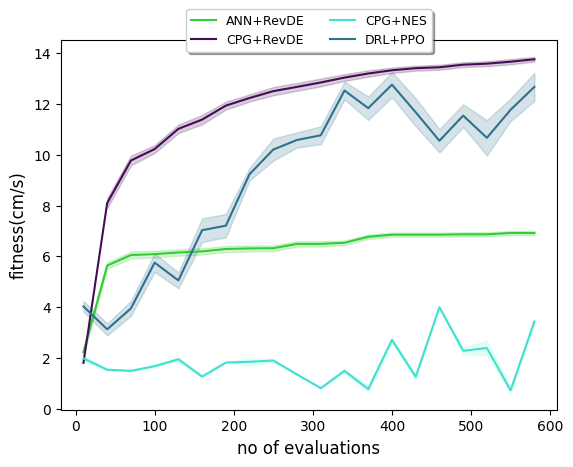 ANN+RevDE CPG+NES
CPG+RevDE DRL+PPO
14
12
10
8
6
4
2
0
fitness(cm/s)
0 100 200 300 400 500 600
no of evaluations